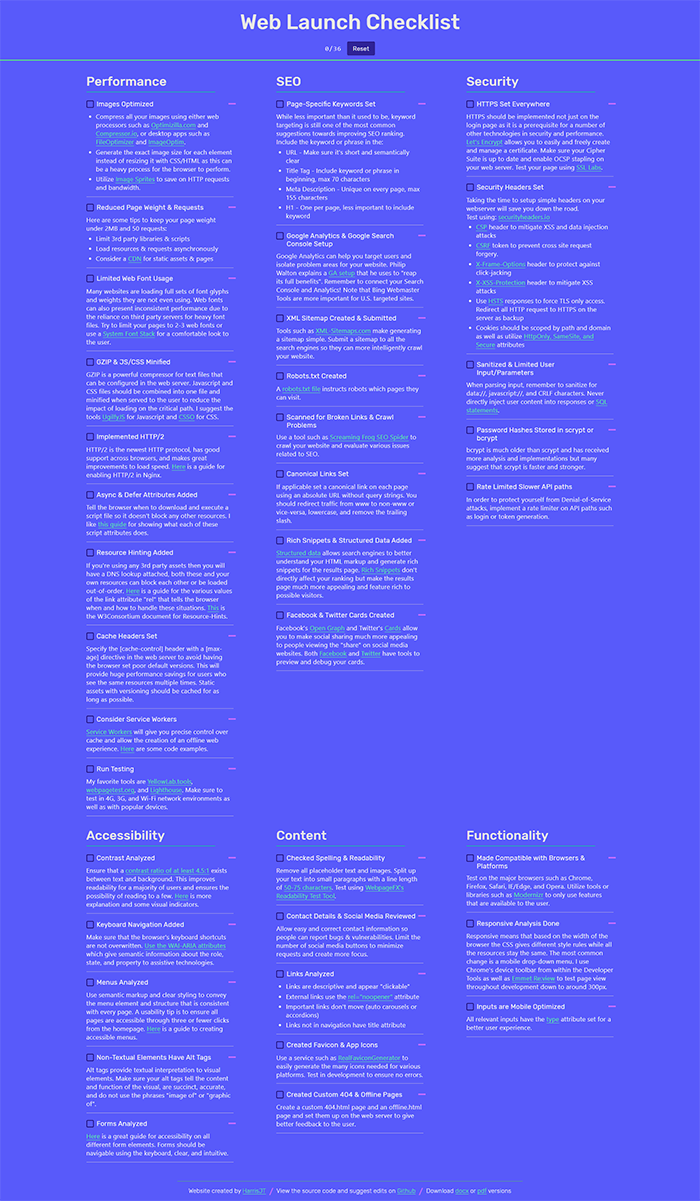 Web Launch Checklist
0/36 Reset
Performance
Images Optimized
Compress all your images using either web
processors such as Optimizilla.com and
Compressor.io, or desktop apps such as
FileOptimizer and ImageOptim.
Generate the exact image size for each element
instead of resizing it with CSS/HTML as this can
be a heavy process for the browser to perform.
Utilize Image Sprites to save on HTTP requests
and bandwidth.
Reduced Page Weight & Requests
Here are some tips to keep your page weight
under 2MB and 50 requests:
Limit 3rd party libraries & scripts
Load resources & requests asynchronously
Consider a CDN for static assets & pages
Limited Web Font Usage
Many websites are loading full sets of font glyphs
and weights they are not even using. Web fonts
can also present inconsistent performance due to
the reliance on third party servers for heavy font
files. Try to limit your pages to 2-3 web fonts or
use a System Font Stack for a comfortable look to
the user.
GZIP & JS/CSS Minified
GZIP is a powerful compressor for text files that
can be configured in the web server. Javascript and
CSS files should be combined into one file and
minified when served to the user to reduce the
impact of loading on the critical path. I suggest the
tools UglifyJS for Javascript and CSSO for CSS.
Implemented HTTP/2
HTTP/2 is the newest HTTP protocol, has good
support across browsers, and makes great
improvements to load speed. Here is a guide for
enabling HTTP/2 in Nginx.
Async & Defer Attributes Added
Tell the browser when to download and execute a
script file so it doesn't block any other resources. I
like this guide for showing what each of these
script attributes does.
Resource Hinting Added
If you're using any 3rd party assets then you will
have a DNS lookup attached, both these and your
own resources can block each other or be loaded
out-of-order. Here is a guide for the various values
of the link attribute "rel" that tells the browser
when and how to handle these situations. This is
the W3Consortium document for Resource-Hints.
Cache Headers Set
Specify the [cache-control] header with a [max-
age] directive in the web server to avoid having
the browser set poor default versions. This will
provide huge performance savings for users who
see the same resources multiple times. Static
assets with versioning should be cached for as
long as possible.
Consider Service Workers
Service Workers will give you precise control over
cache and allow the creation of an offline web
experience. Here are some code examples.
Run Testing
My favorite tools are YellowLab.tools,
webpagetest.org, and Lighthouse. Make sure to
test in 4G, 3G, and Wi-Fi network environments as
well as with popular devices.
SEO
Page-Specific Keywords Set
While less important than it used to be, keyword
targeting is still one of the most common
suggestions towards improving SEO ranking.
Include the keyword or phrase in the:
URL - Make sure it's short and semantically
clear
Title Tag - Include keyword or phrase in
beginning, max 70 characters
Meta Description - Unique on every page, max
155 characters
H1 - One per page, less important to include
keyword
Google Analytics & Google Search
Console Setup
Google Analytics can help you target users and
isolate problem areas for your website. Philip
Walton explains a GA setup that he uses to "reap
its full benefits". Remember to connect your Search
Console and Analytics! Note that Bing Webmaster
Tools are more important for U.S. targeted sites.
XML Sitemap Created & Submitted
Tools such as XML-Sitemaps.com make generating
a sitemap simple. Submit a sitemap to all the
search engines so they can more intelligently crawl
your website.
Robots.txt Created
A robots.txt file instructs robots which pages they
can visit.
Scanned for Broken Links & Crawl
Problems
Use a tool such as Screaming Frog SEO Spider to
crawl your website and evaluate various issues
related to SEO.
Canonical Links Set
If applicable set a canonical link on each page
using an absolute URL without query strings. You
should redirect traffic from www to non-www or
vice-versa, lowercase, and remove the trailing
slash.
Rich Snippets & Structured Data Added
Structured data allows search engines to better
understand your HTML markup and generate rich
snippets for the results page. Rich Snippets don't
directly affect your ranking but make the results
page much more appealing and feature rich to
possible visitors.
Facebook & Twitter Cards Created
Facebook's Open Graph and Twitter's Cards allow
you to make social sharing much more appealing
to people viewing the "share" on social media
websites. Both Facebook and Twitter have tools to
preview and debug your cards.
Security
HTTPS Set Everywhere
HTTPS should be implemented not just on the
login page as it is a prerequisite for a number of
other technologies in security and performance.
Let's Encrypt allows you to easily and freely create
and manage a certificate. Make sure your Cipher
Suite is up to date and enable OCSP stapling on
your web server. Test your page using SSL Labs.
Security Headers Set
Taking the time to setup simple headers on your
webserver will save you down the road.
Test using: securityheaders.io
CSP header to mitigate XSS and data injection
attacks
CSRF token to prevent cross site request
forgery.
X-Frame-Options header to protect against
click-jacking
X-XSS-Protection header to mitigate XSS
attacks
Use HSTS responses to force TLS only access.
Redirect all HTTP request to HTTPS on the
server as backup
Cookies should be scoped by path and domain
as well as utilize HttpOnly, SameSite, and
Secure attributes
Sanitized & Limited User
Input/Parameters
When parsing input, remember to sanitize for
data://, javascript://, and CRLF characters. Never
directly inject user content into responses or SQL
statements.
Password Hashes Stored in scrypt or
bcrypt
bcrypt is much older than scrypt and has received
more analysis and implementations but many
suggest that scrypt is faster and stronger.
Rate Limited Slower API paths
In order to protect yourself from Denial-of-Service
attacks, implement a rate limiter on API paths such
as login or token generation.
Accessibility
Contrast Analyzed
Ensure that a contrast ratio of at least 4.5:1 exists
between text and background. This improves
readability for a majority of users and ensures the
possibility of reading to a few. Here is more
explanation and some visual indicators.
Keyboard Navigation Added
Make sure that the browser's keyboard shortcuts
are not overwritten. Use the WAI-ARIA attributes
which give semantic information about the role,
state, and property to assistive technologies.
Menus Analyzed
Use semantic markup and clear styling to convey
the menu element and structure that is consistent
with every page. A usability tip is to ensure all
pages are accessible through three or fewer clicks
from the homepage. Here is a guide to creating
accessible menus.
Non-Textual Elements Have Alt Tags
Alt tags provide textual interpretation to visual
elements. Make sure your alt tags tell the content
and function of the visual, are succinct, accurate,
and do not use the phrases "image of" or "graphic
of".
Forms Analyzed
Here is a great guide for accessibility on all
different form elements. Forms should be
navigable using the keyboard, clear, and intuitive.
Content
Checked Spelling & Readability
Remove all placeholder text and images. Split up
your text into small paragraphs with a line length
of 50-75 characters. Test using WebpageFX's
Readability Test Tool.
Contact Details & Social Media Reviewed
Allow easy and correct contact information so
people can report bugs & vulnerabilities. Limit the
number of social media buttons to minimize
requests and create more focus.
Links Analyzed
Links are descriptive and appear "clickable"
External links use the rel="noopener" attribute
Important links don't move (auto carousels or
accordions)
Links not in navigation have title attribute
Created Favicon & App Icons
Use a service such as RealFaviconGenerator to
easily generate the many icons needed for various
platforms. Test in development to ensure no errors.
Created Custom 404 & Offline Pages
Create a custom 404.html page and an offline.html
page and set them up on the web server to give
better feedback to the user.
Functionality
Made Compatible with Browsers &
Platforms
Test on the major browsers such as Chrome,
Firefox, Safari, IE/Edge, and Opera. Utilize tools or
libraries such as Modernizr to only use features
that are available to the user.
Responsive Analysis Done
Responsive means that based on the width of the
browser the CSS gives different style rules while all
the resources stay the same. The most common
change is a mobile drop-down menu. I use
Chrome's device toolbar from within the Developer
Tools as well as Emmet Re:view to test page view
throughout development down to around 300px.
Inputs are Mobile Optimized
All relevant inputs have the type attribute set for a
better user experience.
Website created by HarrisJT / View the source code and suggest edits on Github / Download docx or pdf versions